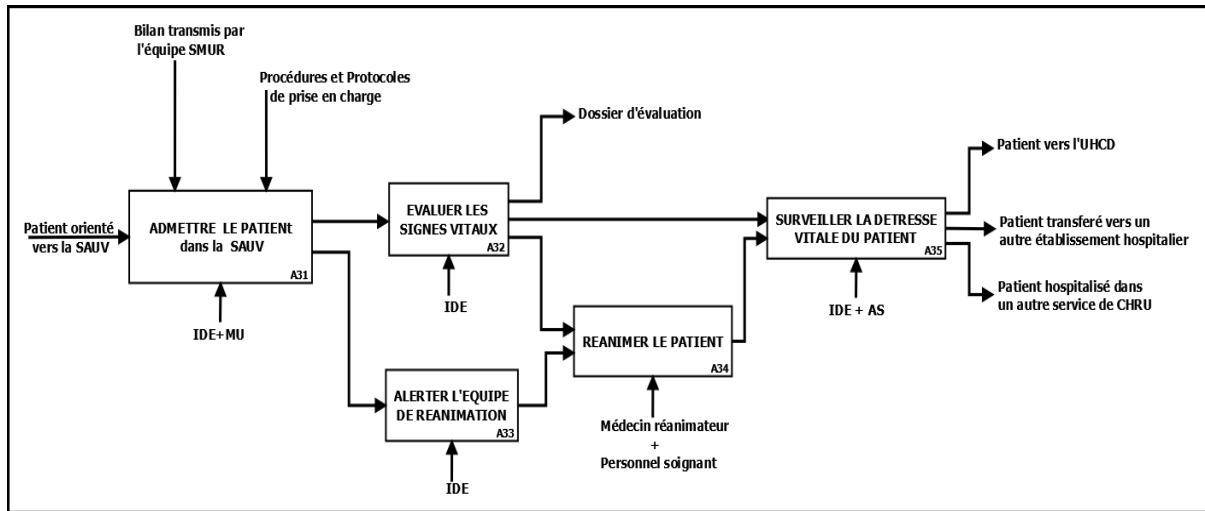 Bilan transmis par
l'équipe SMUR
Procédures et Protocoles
de prise en charge
Patient orienté
vers la SAUV
ADMETTRE LE PATIENt
dans la SAUV
A31
IDE+MU
EVALUER LES
SIGNES VITAUX
A32
IDE
Dossier d'évaluation
ALERTER L'EQUIPE
DE REANIMATION
A33
IDE
REANIMER LE PATIENT
A34
Médecin réanimateur
+
Personnel soignant
SURVEILLER LA DETRESSE
VITALE DU PATIENT
A35
IDE + AS
Patient vers l'UHCD
Patient transferé vers un
autre établissement hospitalier
Patient hospitalisé dans
un autre service de CHRU